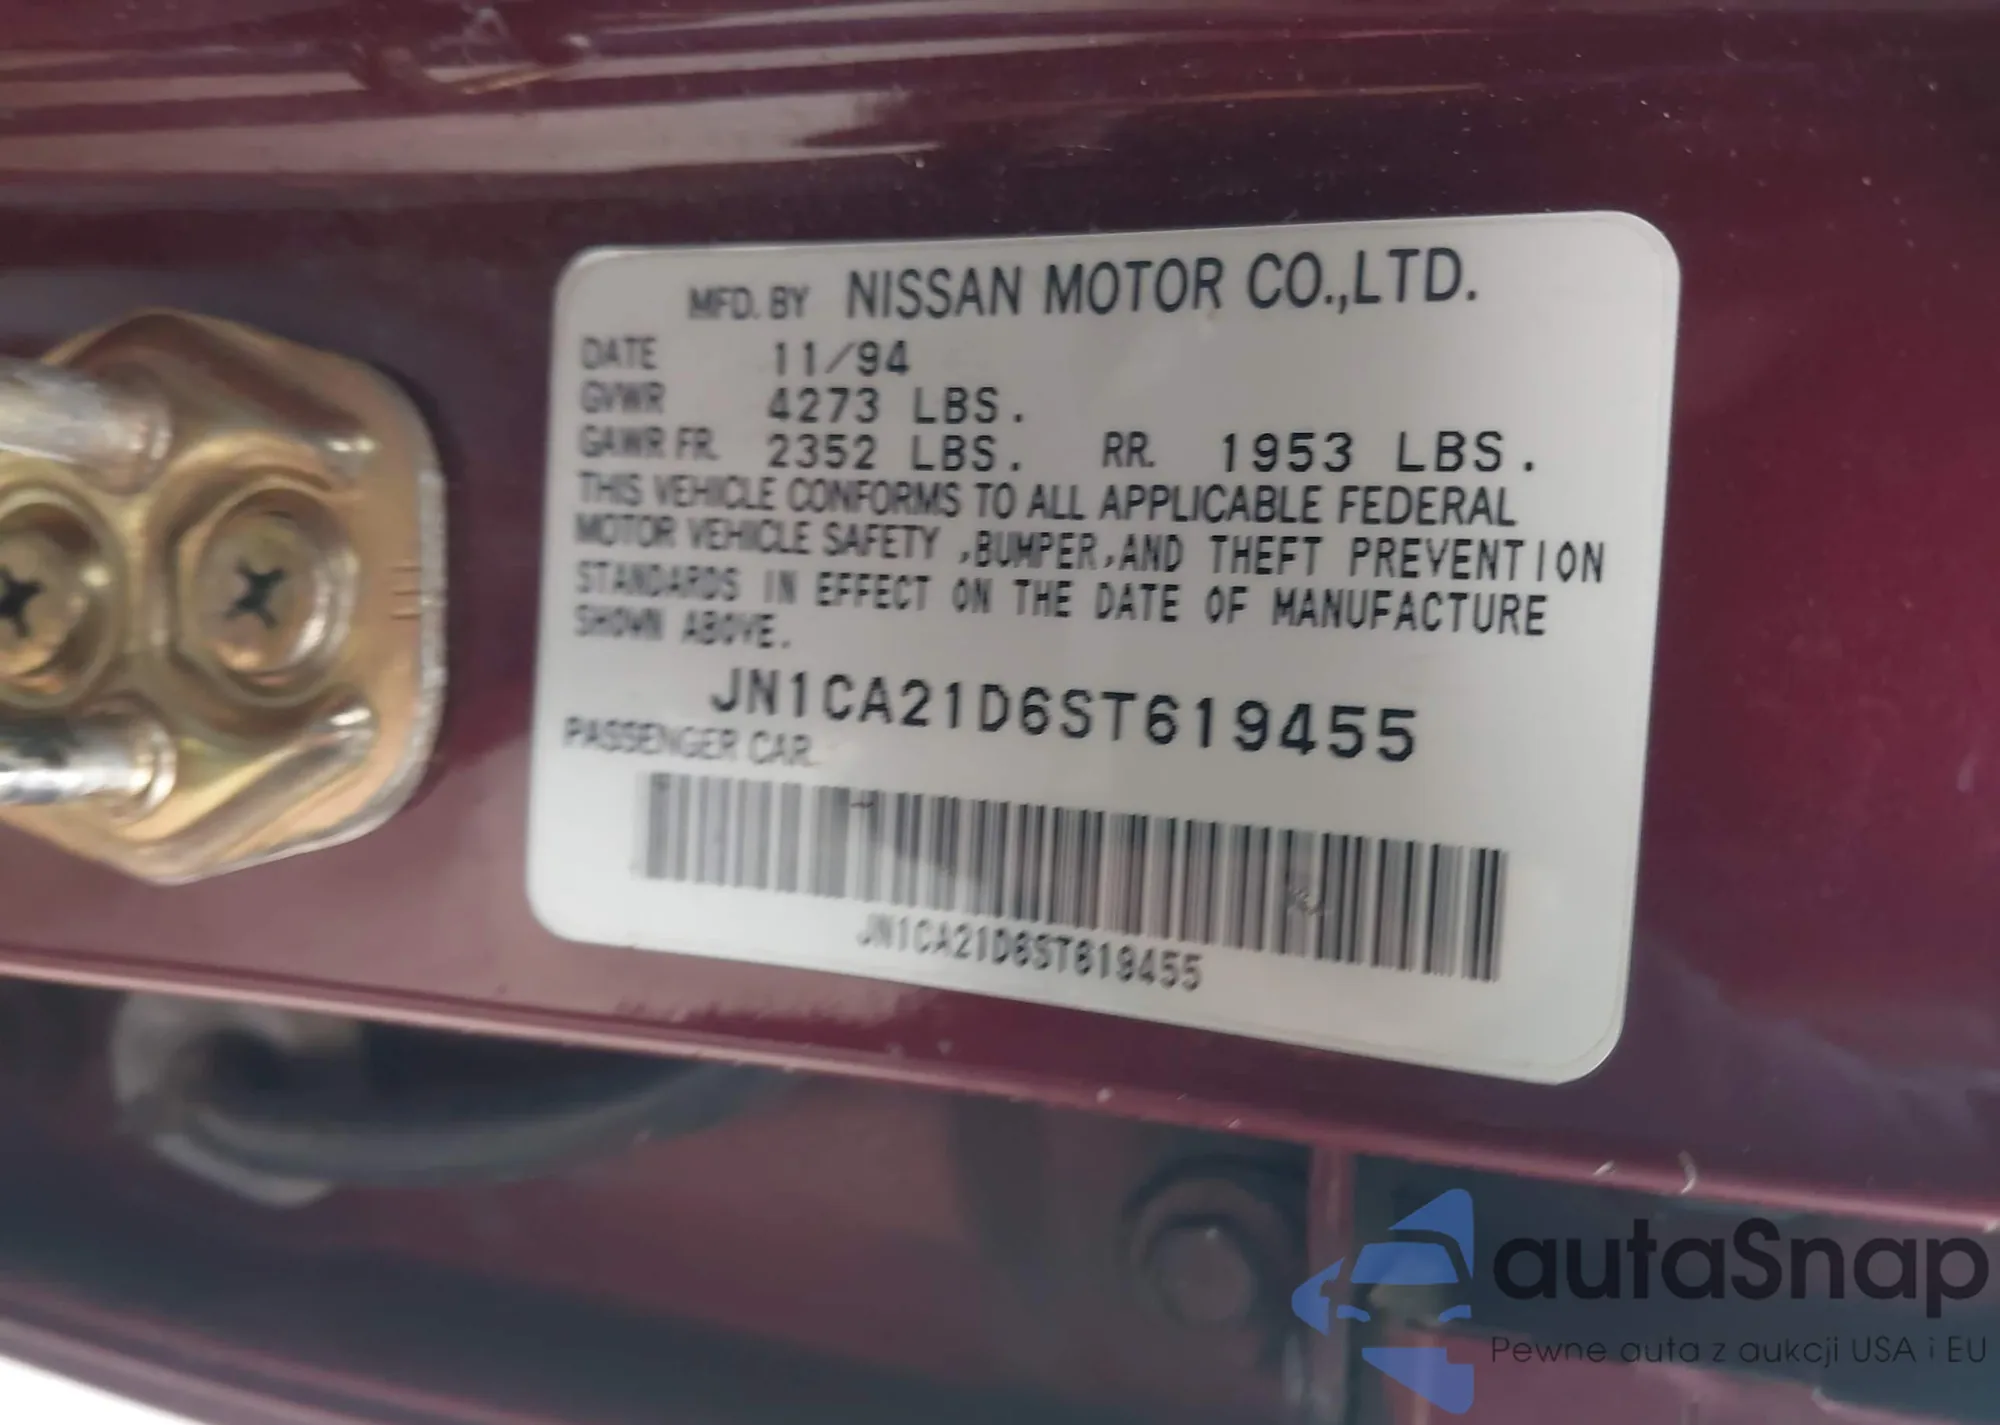 MFD. BY NISSAN MOTOR CO.,LTD.
DATE 11/94
GVWR 4273 LBS.
GAWR FR. 2352 LBS. RR. 1953 LBS.
THIS VEHICLE CONFORMS TO ALL APPLICABLE FEDERAL
MOTOR VEHICLE SAFETY ,BUMPER,AND THEFT PREVENTION
STANDARDS IN EFFECT ON THE DATE OF MANUFACTURE
SHOWN ABOVE.
JN1CA21D6ST619455
PASSENGER CAR.
JN1CA21D6ST619455
autaSnap
Pewne auta z aukcji USA i EU